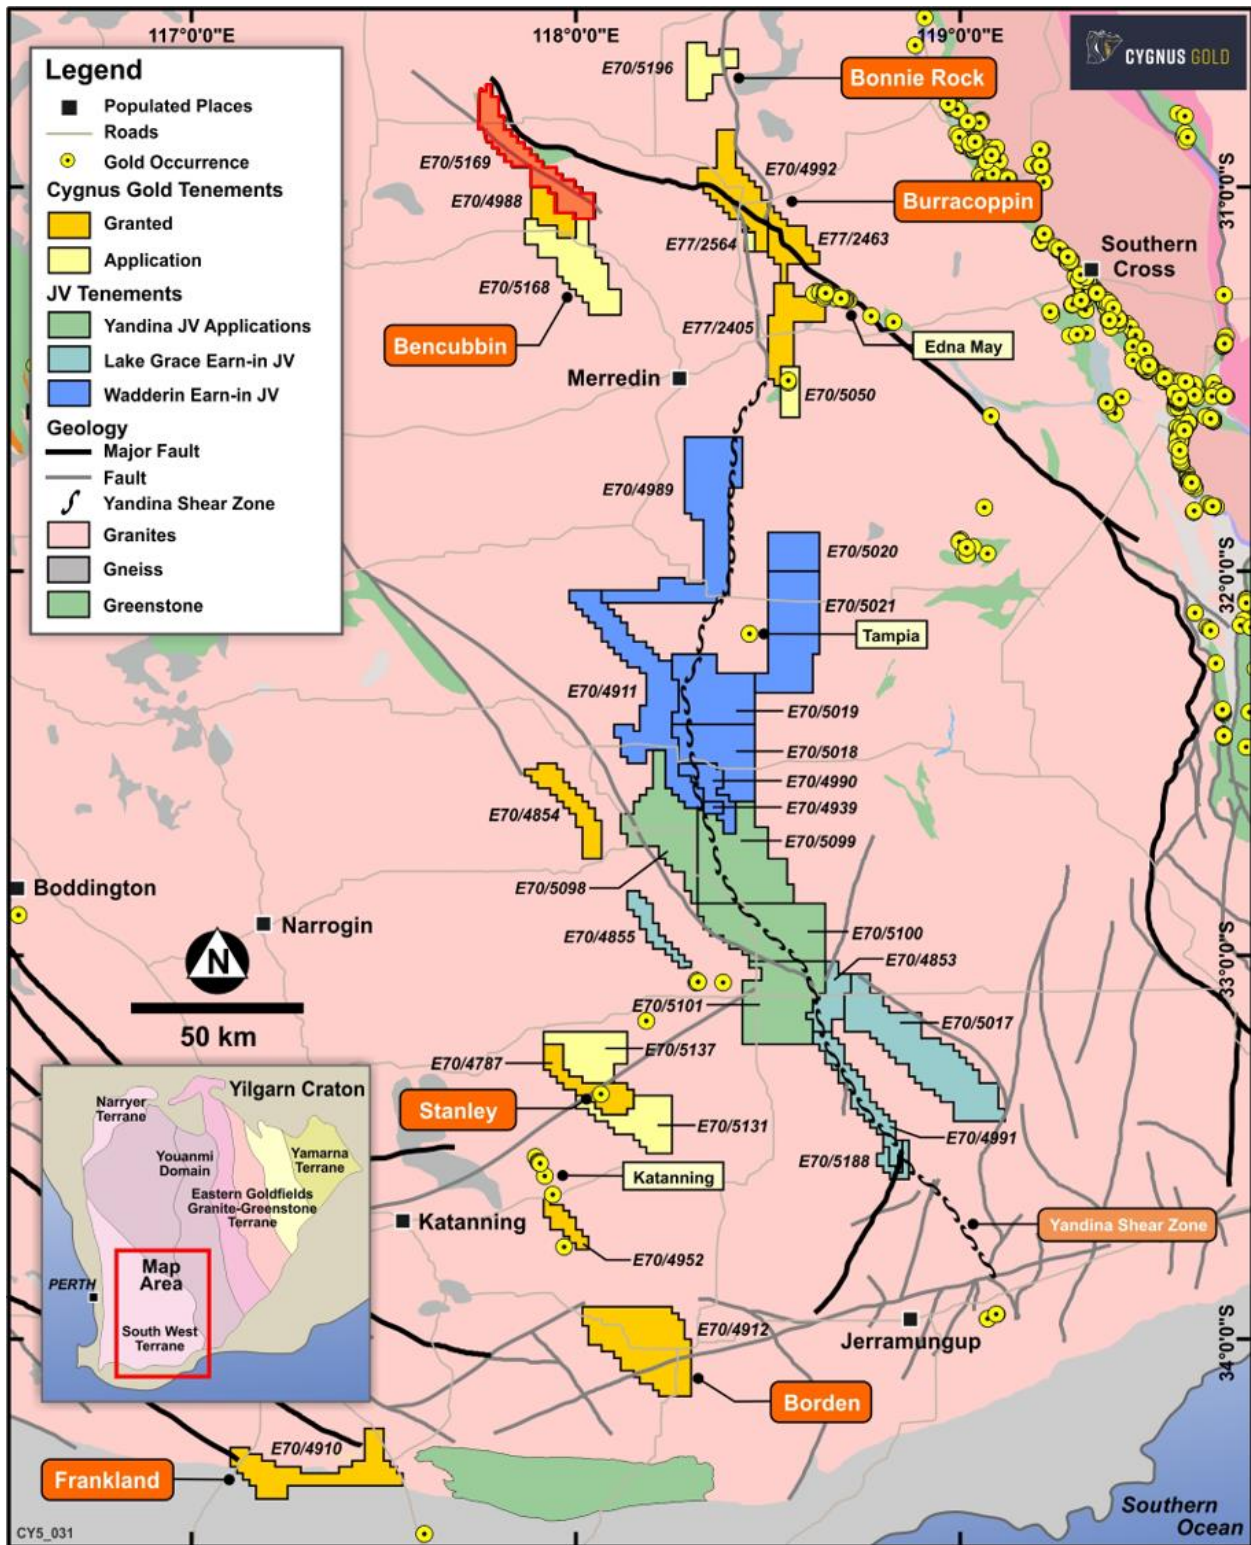 117°0'0"E
118°0'0"E
119°0'0"E
CYGNUS GOLD
Legend
Populated Places
Roads
Gold Occurrence
Cygnus Gold Tenements
Granted
Application
JV Tenements
Yandina JV Applications
Lake Grace Earn-in JV
Wadderin Earn-in JV
Geology
Major Fault
Fault
Yandina Shear Zone
Granites
Gneiss
Greenstone
E70/5196
Bonnie Rock
E70/5169
E70/4992
E70/4988
Burracoppin
31°0'0"S
E77/2564
E77/2463
Southern
Cross
E70/5168
E77/2405
Bencubbin
Edna May
Merredin
E70/5050
E70/4989
E70/5020
32°0'0"S
E70/5021
Tampia
E70/4911
E70/5019
E70/5018
E70/4990
E70/4939
E70/4854
E70/5099
E70/5098
Boddington
Narrogin
E70/4855
E70/5100
E70/4853
33°0'0"S
N
50 km
E70/5101
E70/5017
E70/5137
E70/4787
Stanley
E70/5131
E70/4991
E70/5188
Katanning
Katanning
Yandina Shear Zone
E70/4952
E70/4912
Jerramungup
34°0'0"S
Borden
Yilgarn Craton
Narryer
Terrane
Youanmi
Domain
Yamarna
Terrane
Eastern Goldfields
Granite-Greenstone
Terrane
Map
Area
PERTH
South West
Terrane
E70/4910
Frankland
Southern
Ocean
CY5_031